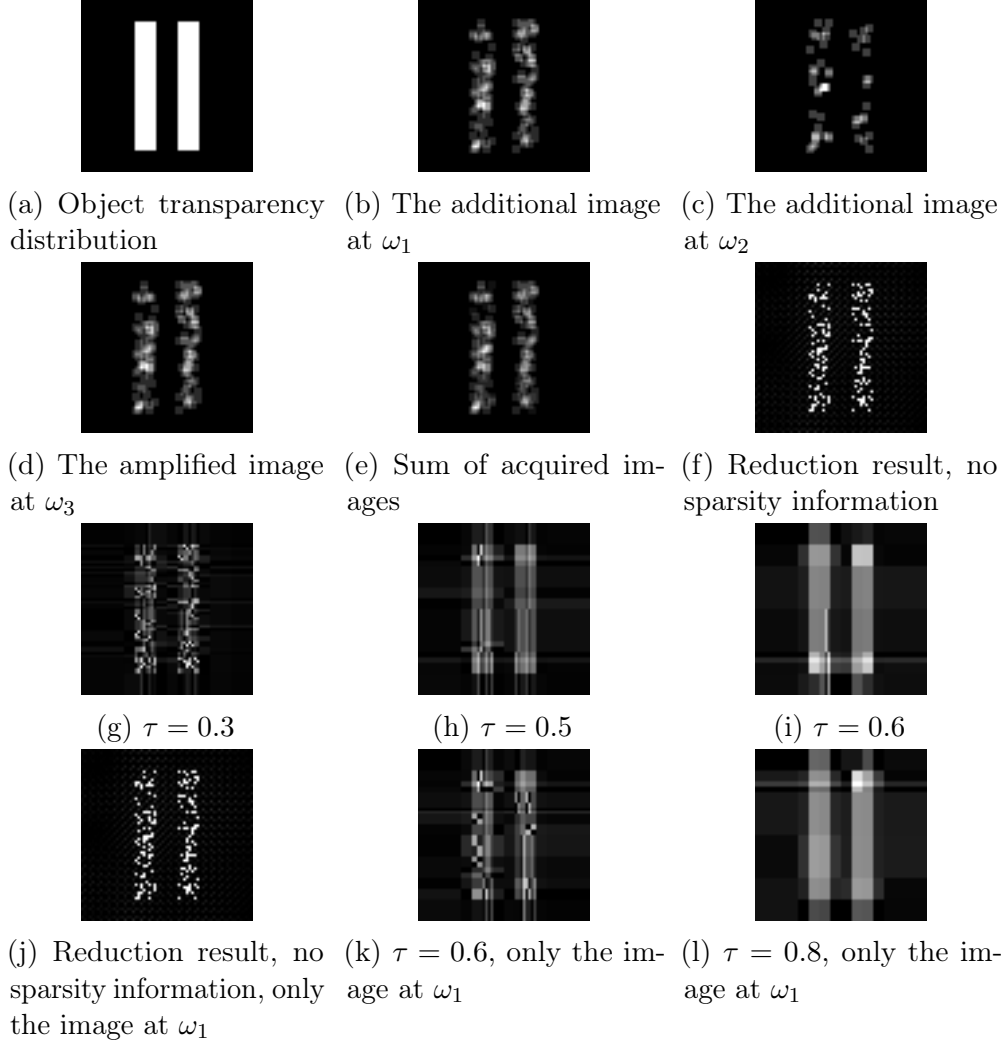 (a) Object transparency distribution
(b) The additional image at ω₁
(c) The additional image at ω₂
(d) The amplified image at ω₃
(e) Sum of acquired im-
ages
(f) Reduction result, no sparsity information
(g) τ = 0.3
(h) τ = 0.5
(i) τ = 0.6
(j) Reduction result, no sparsity information, only the image at ω₁
(k) τ = 0.6, only the im-
age at ω₁
(l) τ = 0.8, only the im-
age at ω₁